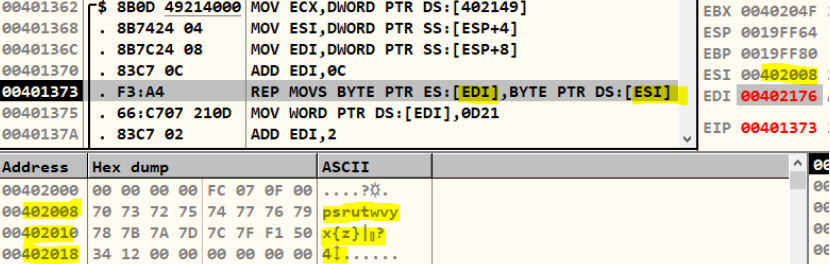 00401362 $ 8B0D 49214000 MOV ECX,DWORD PTR DS:[402149]
00401368 . 8B7424 04 MOV ESI,DWORD PTR SS:[ESP+4]
0040136C . 8B7C24 08 MOV EDI,DWORD PTR SS:[ESP+8]
00401370 . 83C7 0C ADD EDI,0C
00401373 . F3:A4 REP MOVS BYTE PTR ES:[EDI],BYTE PTR DS:[ESI]
00401375 . 66:C707 210D MOV WORD PTR DS:[EDI],0D21
0040137A . 83C7 02 ADD EDI,2
EBX 0040204F
ESP 0019FF64
EBP 0019FF80
ESI 00402008
EDI 00402176
EIP 00401373
Address Hex dump ASCII
00402000 00 00 00 00 FC 07 0F 00 ....?☼.
00402008 70 73 72 75 74 77 76 79 psrutwvy
00402010 78 7B 7A 7D 7C 7F F1 50 x{z}|▯?
00402018 34 12 00 00 00 00 00 00 4↕......